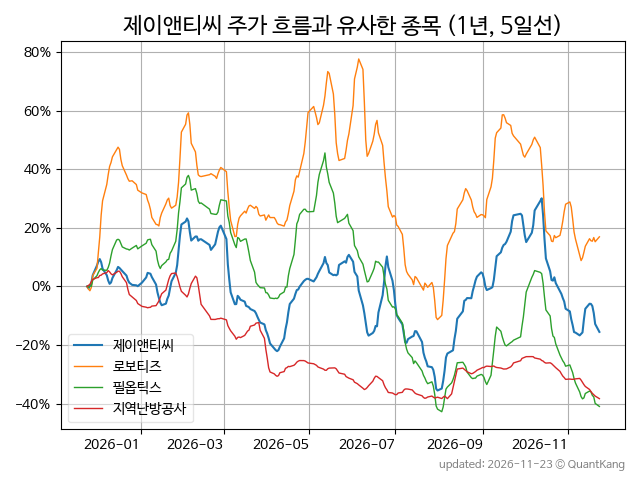 제이앤티씨 주가 흐름과 유사한 종목 (1년, 5일선)
80%
60%
40%
20%
0%
−20%
−40%
제이앤티씨
로보티즈
필옵틱스
지역난방공사
2026-01 2026-03 2026-05 2026-07 2026-09 2026-11
updated: 2026-11-23 © QuantKang